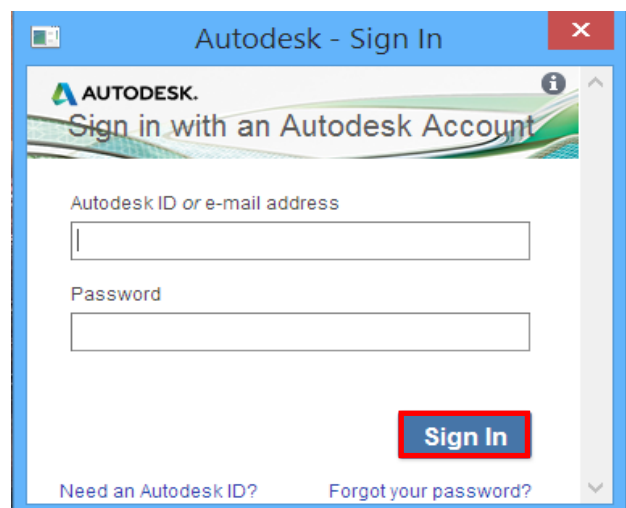 Autodesk - Sign In
AUTODESK.
Sign in with an Autodesk Account
Autodesk ID or e-mail address
Password
Sign In
Need an Autodesk ID? Forgot your password?